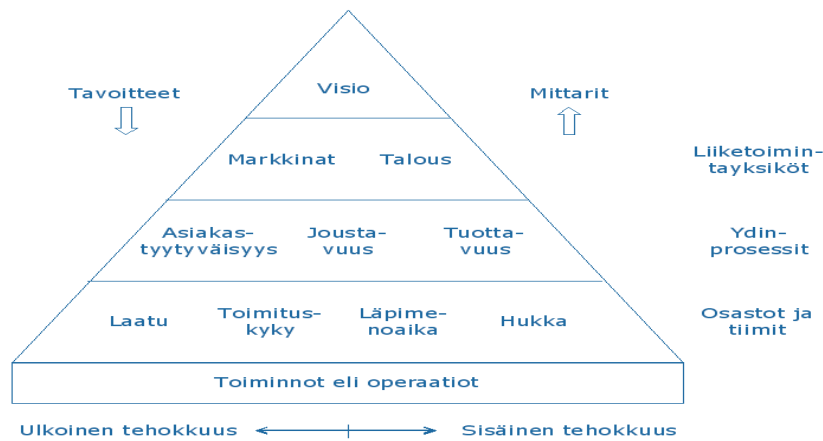 Visio
Tavoitteet
Mittarit
Markkinat Talous
Liiketoimin-
tayksiköt
Asiakas-
tyytyväisyys
Jousta-
vuus
Tuotta-
vuus
Ydin-
prosessit
Laatu
Toimitus-
kyky
Läpime-
noaika
Hukka
Osastot ja
tiimit
Toiminnot eli operaatiot
Ulkoinen tehokkuus
Sisäinen tehokkuus